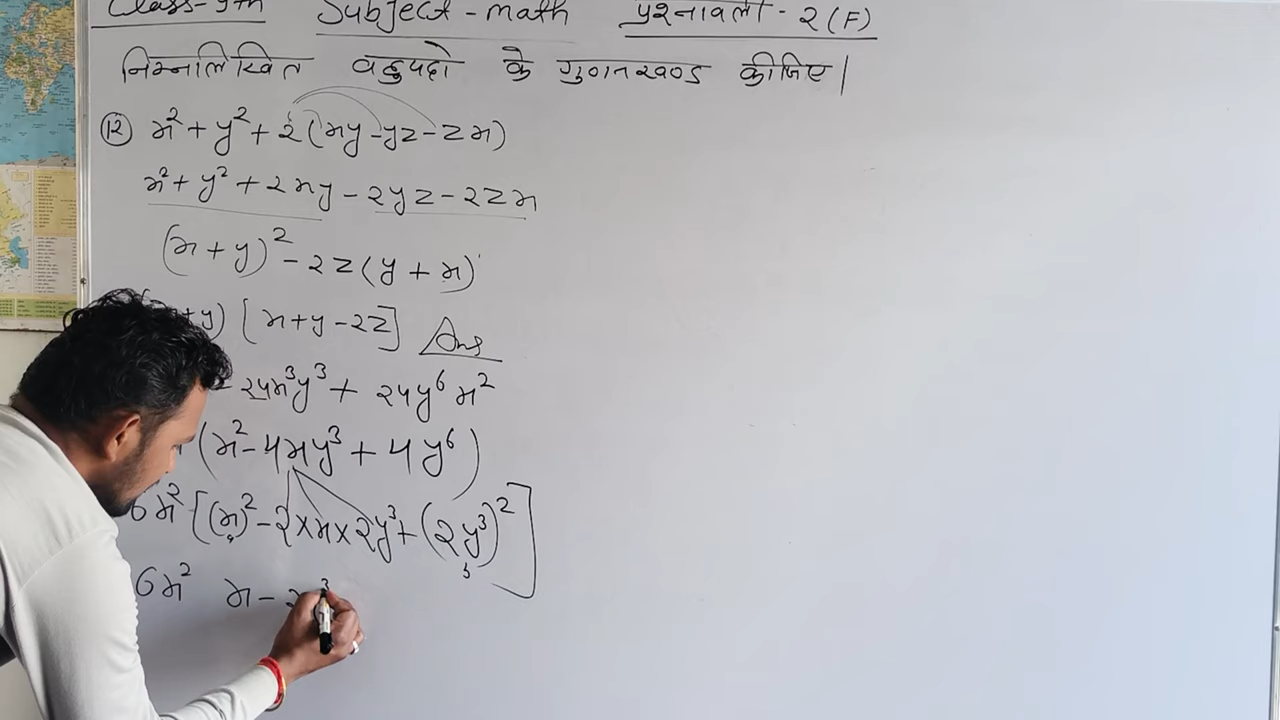 Class-9th Subject-math प्रश्नावली - 2(F)
निम्नलिखित बहुपदो के गुणनखण्ड कीजिए।
(12) x² + y² + 2(xy - yz - zx)
x² + y² + 2xy - 2yz - 2zx
(x + y)² - 2z(y + x)
+y) [x + y - 2z] Ans
- 24x³y³ + 24y⁶x²
(x² - 4xy³ + 4y⁶)
6x² [(x)² - 2×x×2y³ + (2y³)²]
6x² x -